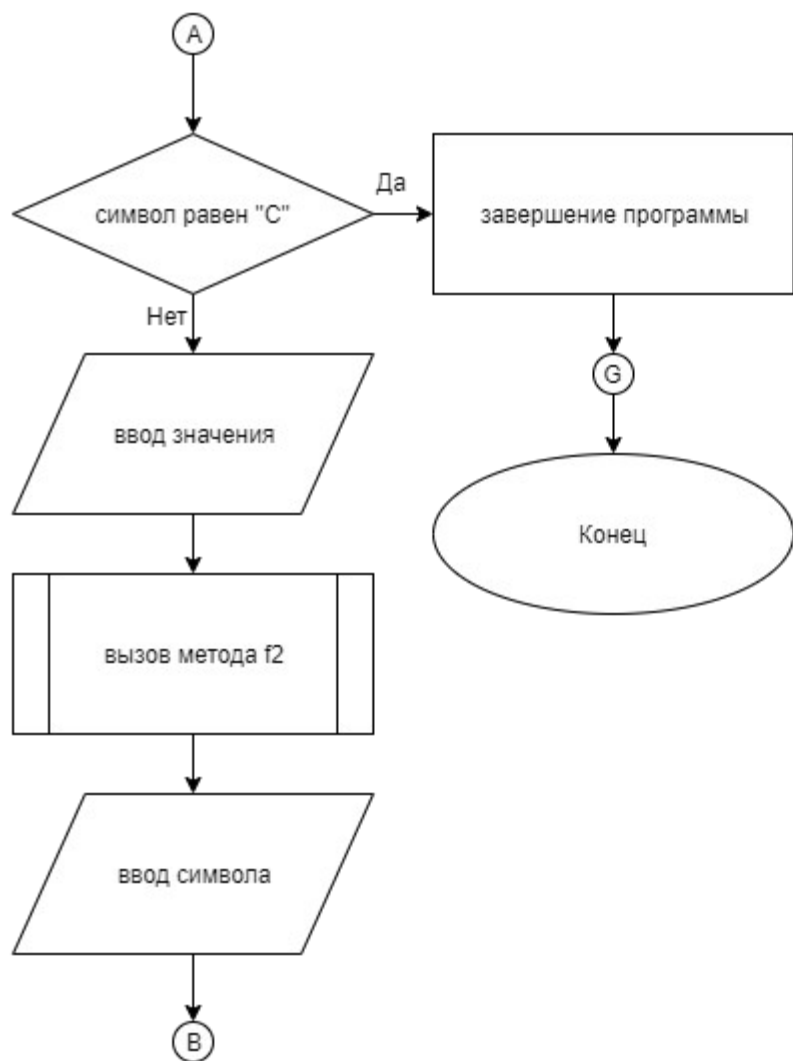 A
символ равен "C"
Да
завершение программы
Нет
G
ввод значения
Конец
вызов метода f2
ввод символа
B